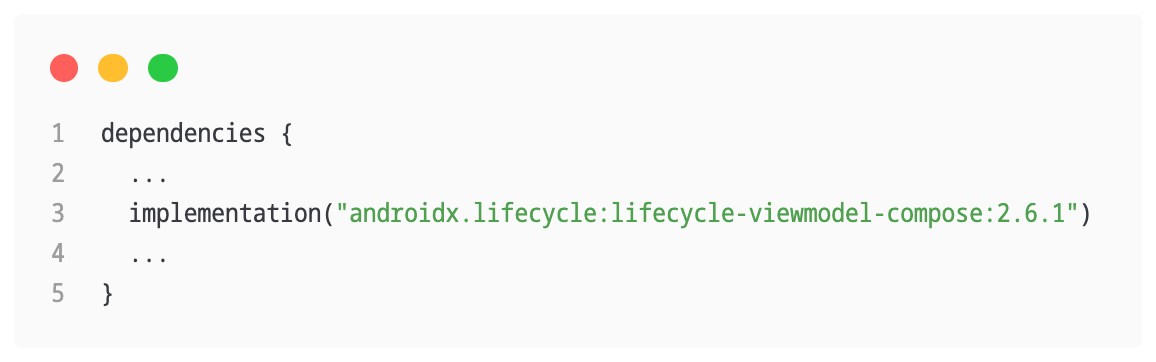 1 dependencies {
2   ...
3   implementation("androidx.lifecycle:lifecycle-viewmodel-compose:2.6.1")
4   ...
5 }